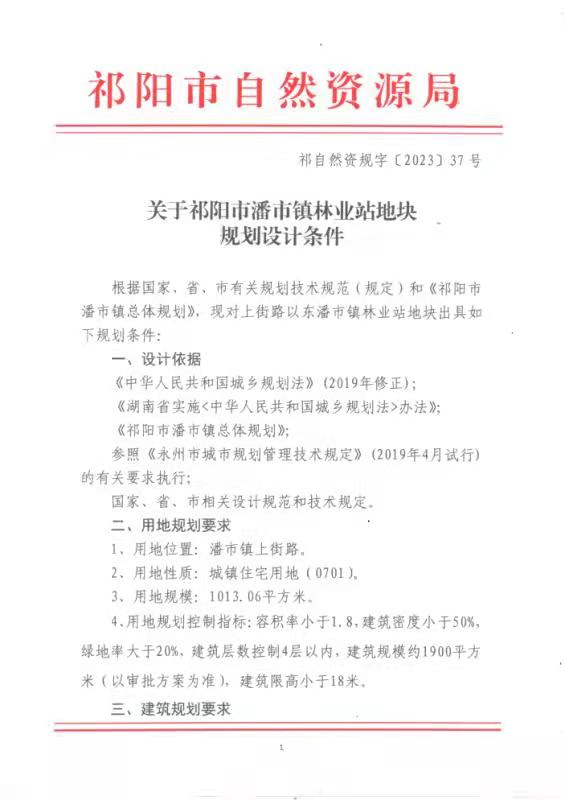 祁阳市自然资源局
祁自然资规字〔2023〕37号
关于祁阳市潘市镇林业站地块
规划设计条件
根据国家、省、市有关规划技术规范(规定)和《祁阳市
潘市镇总体规划》,现对上街路以东潘市镇林业站地块出具如
下规划条件:
一、设计依据
《中华人民共和国城乡规划法》(2019年修正);
《湖南省实施<中华人民共和国城乡规划法>办法》;
《祁阳市潘市镇总体规划》;
参照《永州市城市规划管理技术规定》(2019年4月试行)
的有关要求执行;
国家、省、市相关设计规范和技术规定。
二、用地规划要求
1、用地位置:潘市镇上街路。
2、用地性质:城镇住宅用地(0701)。
3、用地规模:1013.06平方米。
4、用地规划控制指标:容积率小于1.8,建筑密度小于50%,
绿地率大于20%、建筑层数控制4层以内,建筑规模约1900平方
米(以审批方案为准),建筑限高小于18米。
三、建筑规划要求
1